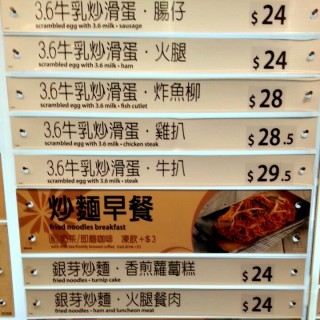 3.6牛乳炒滑蛋·腸仔 $24
scrambled egg with 3.6 milk • sausage
3.6牛乳炒滑蛋·火腿 $24
scrambled egg with 3.6 milk • ham
3.6牛乳炒滑蛋·炸魚柳 $28
scrambled egg with 3.6 milk • fish cutlet
3.6牛乳炒滑蛋·雞扒 $28.5
scrambled egg with 3.6 milk • chicken steak
3.6牛乳炒滑蛋·牛扒 $29.5
scrambled egg with 3.6 milk • steak
炒麵早餐
fried noodles breakfast
奶茶/即磨咖啡 凍飲+$3
銀芽炒麵·香煎蘿蔔糕 $24
fried noodles • turnip cake
銀芽炒麵·火腿餐肉 $24
fried noodles • ham and luncheon meat